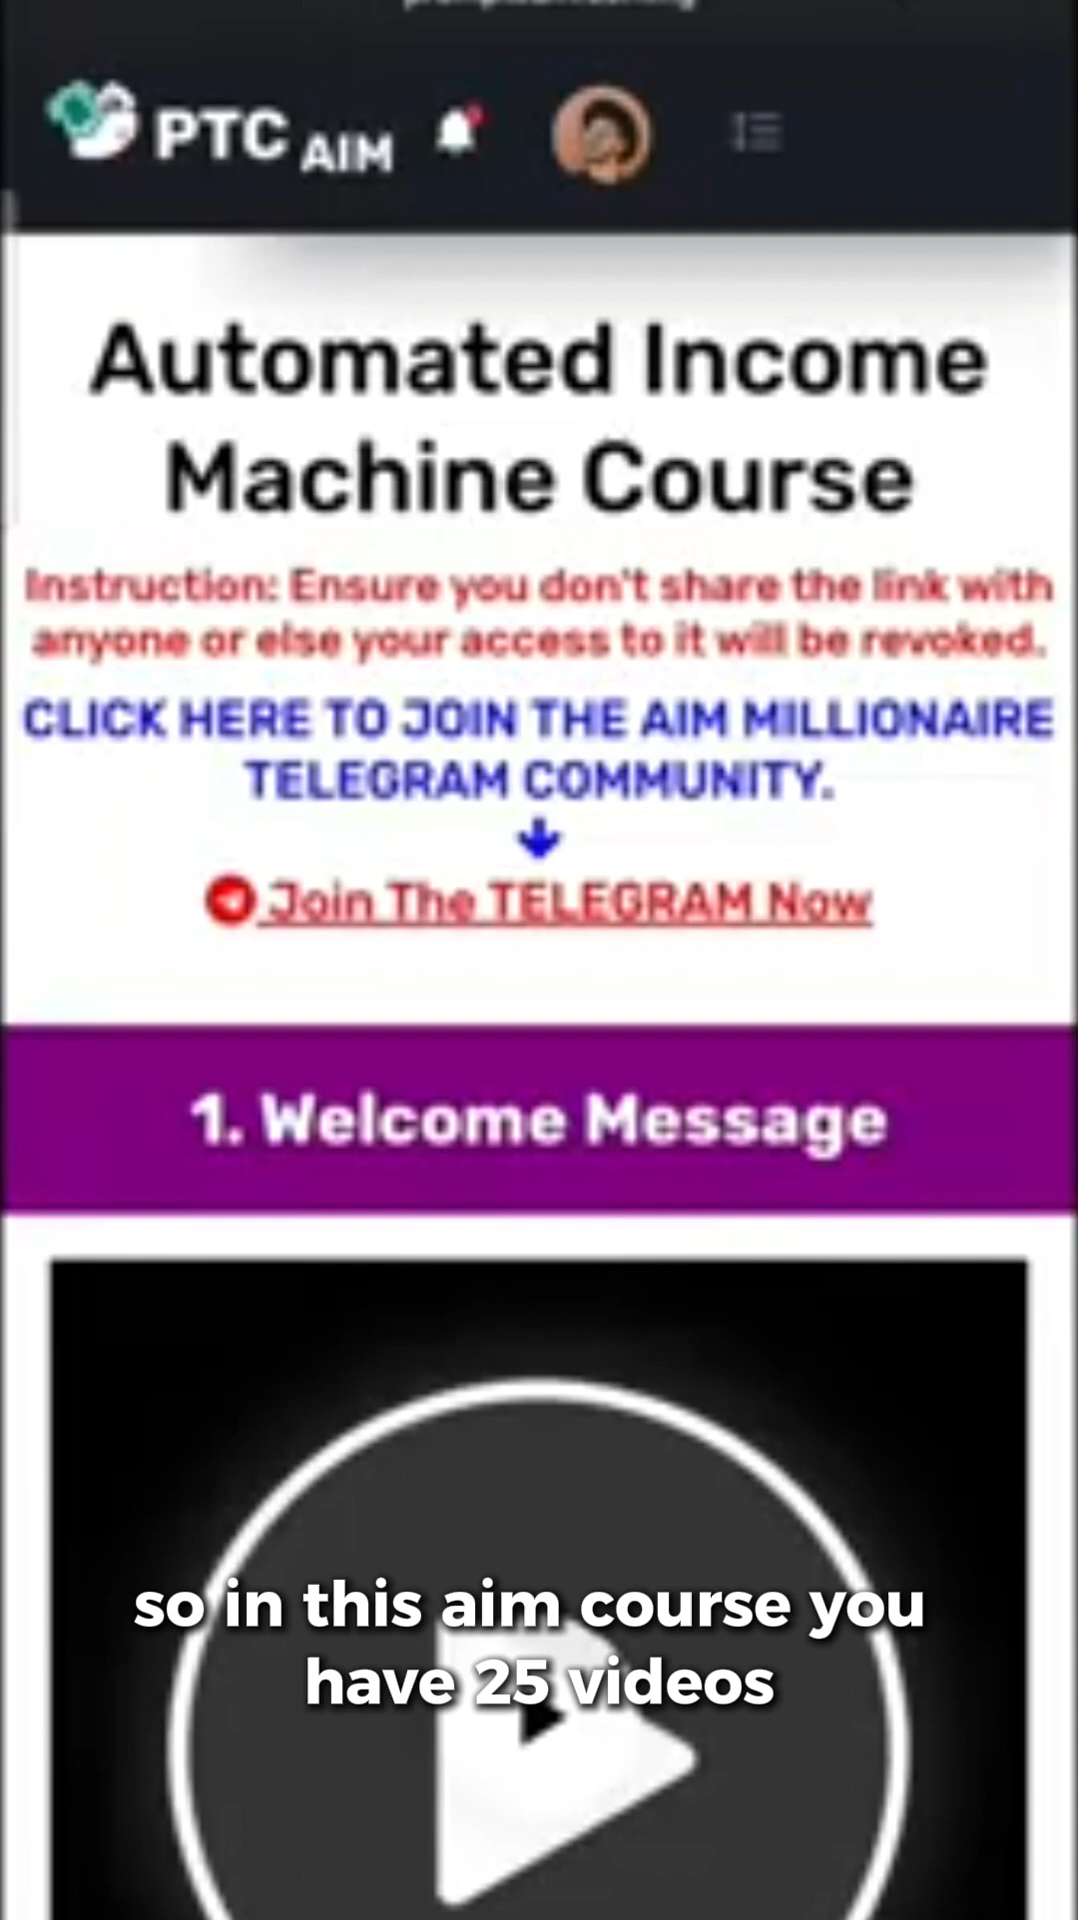 PTC AIM
Automated Income
Machine Course
Instruction: Ensure you don't share the link with
anyone or else your access to it will be revoked.
CLICK HERE TO JOIN THE AIM MILLIONAIRE
TELEGRAM COMMUNITY.
Join The TELEGRAM Now
1. Welcome Message
so in this aim course you
have 25 videos